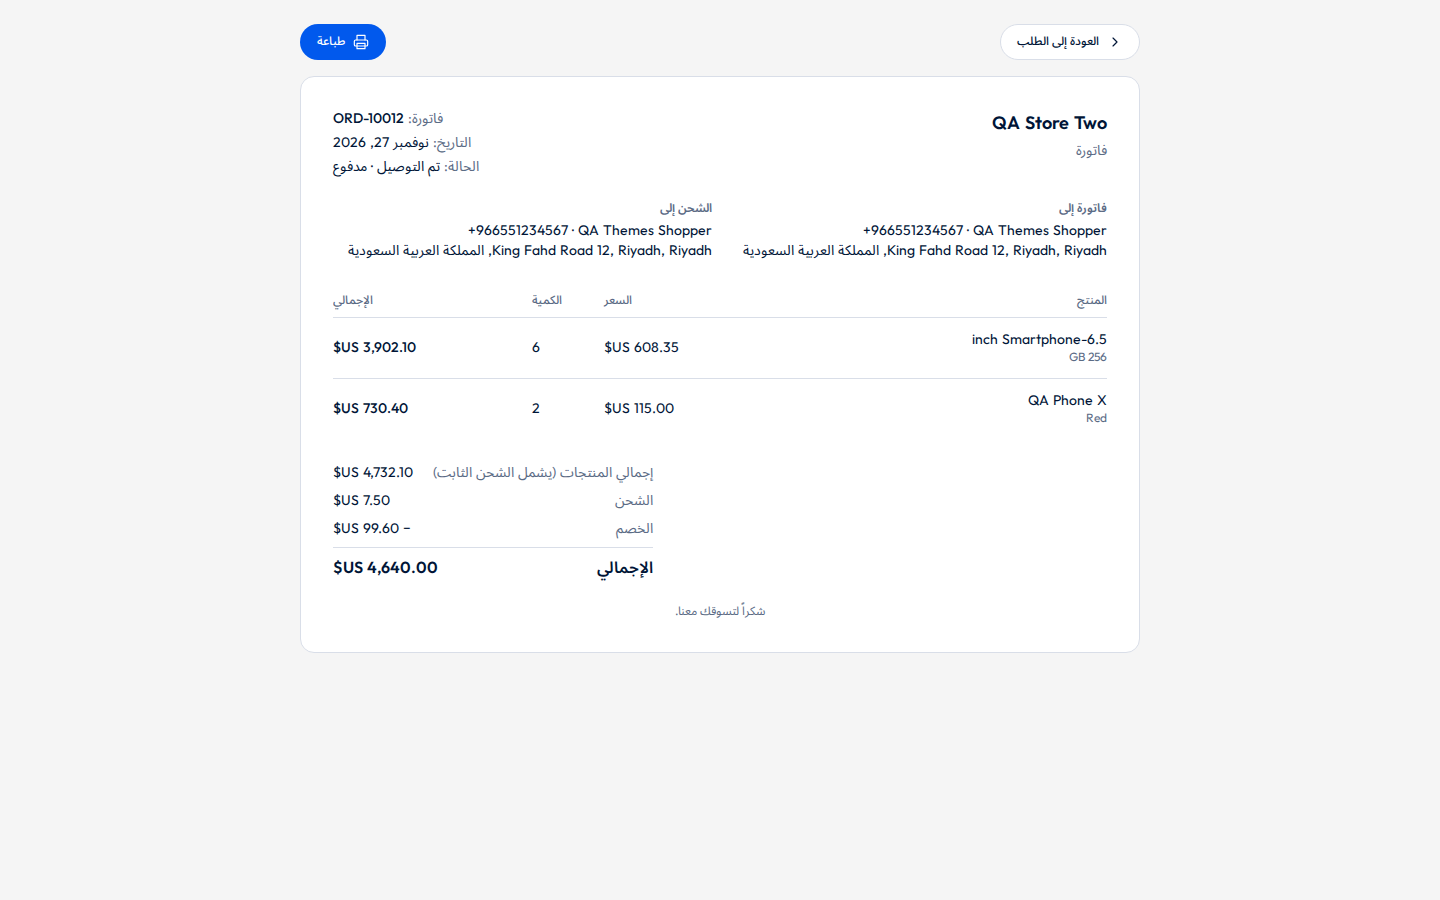 العودة إلى الطلب
طباعة
QA Store Two
فاتورة
فاتورة: ORD-10012
التاريخ: نوفمبر 27, 2026
الحالة: تم التوصيل · مدفوع
فاتورة إلى
QA Themes Shopper · 966551234567+
King Fahd Road 12, Riyadh, Riyadh, المملكة العربية السعودية
الشحن إلى
QA Themes Shopper · 966551234567+
King Fahd Road 12, Riyadh, Riyadh, المملكة العربية السعودية
المنتج السعر الكمية الإجمالي
6.5-inch Smartphone 608.35 US$ 6 3,902.10 US$
256 GB
QA Phone X 115.00 US$ 2 730.40 US$
Red
إجمالي المنتجات (يشمل الشحن الثابت) 4,732.10 US$
الشحن 7.50 US$
الخصم − 99.60 US$
الإجمالي 4,640.00 US$
شكراً لتسوقك معنا.